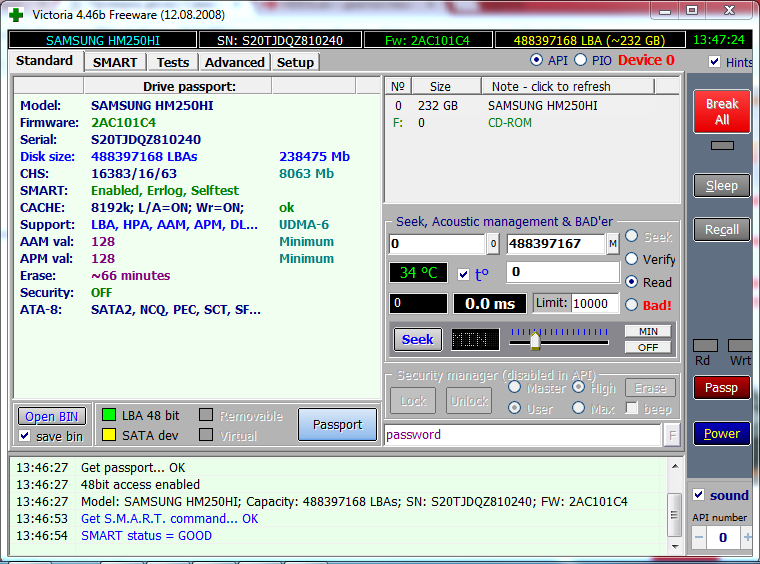 Victoria 4.46b Freeware (12.08.2008)
SAMSUNG HM250HI SN: S20TJDQZ810240 Fw: 2AC101C4 488397168 LBA (~232 GB) 13:47:24
Standard SMART Tests Advanced Setup API PIO Device 0 Hints
Drive passport:
Model: SAMSUNG HM250HI
Firmware: 2AC101C4
Serial: S20TJDQZ810240
Disk size: 488397168 LBAs 238475 Mb
CHS: 16383/16/63 8063 Mb
SMART: Enabled, Errlog, Selftest
CACHE: 8192k; L/A=ON; Wr=ON; ok
Support: LBA, HPA, AAM, APM, DL... UDMA-6
AAM val: 128 Minimum
APM val: 128 Minimum
Erase: ~66 minutes
Security: OFF
ATA-8: SATA2, NCQ, PEC, SCT, SF...
Open BIN
save bin
LBA 48 bit Removable
SATA dev Virtual
Passport
Nº Size Note - click to refresh
0 232 GB SAMSUNG HM250HI
F: 0 CD-ROM
Seek, Acoustic management & BAD'er
0 0 488397167 M Seek
34 ºC tº 0 Verify
Read
0 0.0 ms Limit: 10000 Bad!
Seek MIN MIN
OFF
Security manager (disabled in API)
Lock Unlock Master High Erase
User Max beep
password F
Break All
Sleep
Recall
Rd Wrt
Passp
Power
sound
API number
0
13:46:27 Get passport... OK
13:46:27 48bit access enabled
13:46:27 Model: SAMSUNG HM250HI; Capacity: 488397168 LBAs; SN: S20TJDQZ810240; FW: 2AC101C4
13:46:53 Get S.M.A.R.T. command... OK
13:46:54 SMART status = GOOD